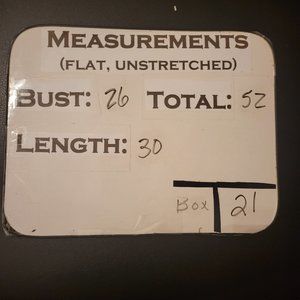 MEASUREMENTS
(FLAT, UNSTRETCHED)
BUST: 26 TOTAL: 52
LENGTH: 30
Box 21